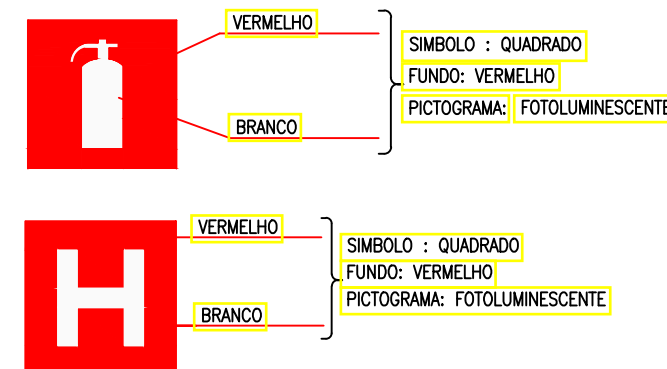 VERMELHO
SIMBOLO : QUADRADO
FUNDO: VERMELHO
PICTOGRAMA: FOTOLUMINESCENTE
BRANCO
H
VERMELHO
SIMBOLO : QUADRADO
FUNDO: VERMELHO
PICTOGRAMA: FOTOLUMINESCENTE
BRANCO